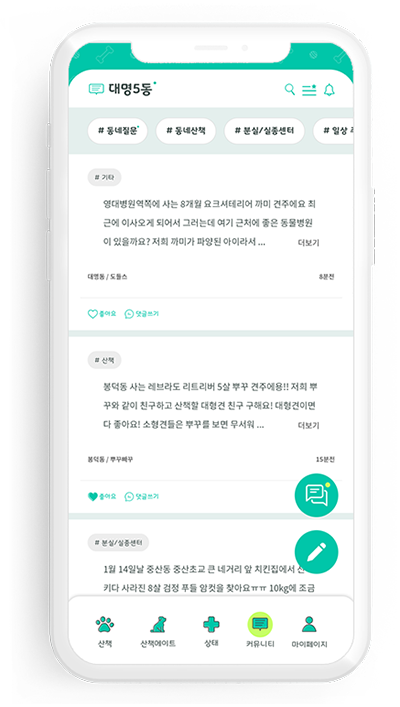 대명5동
# 동네질문
# 동네산책
# 분실/실종센터
# 일상
# 기타
영대병원역쪽에 사는 8개월 요크셔테리어 까미 견주에요 최
근에 이사오게 되어서 그러는데 여기 근처에 좋은 동물병원
이 있을까요? 저희 까미가 파양된 아이라서 ... 더보기
대명동 / 도돌스 8분전
좋아요 댓글쓰기
# 산책
봉덕동 사는 레브라도 리트리버 5살 뿌꾸 견주에용!! 저희 뿌
꾸와 같이 친구하고 산책할 대형견 친구 구해요! 대형견이면
다 좋아요! 소형견들은 뿌꾸를 보면 무서워 ... 더보기
봉덕동 / 뿌꾸빠꾸 15분전
좋아요 댓글쓰기
# 분실/실종센터
1월 14일날 중산동 중산초교 큰 네거리 앞 치킨집에서
키다 사라진 8살 검정 푸들 암컷을 찾아요ㅠㅠ 10kg에 조금
산책
산책메이트
상태
커뮤니티
마이페이지